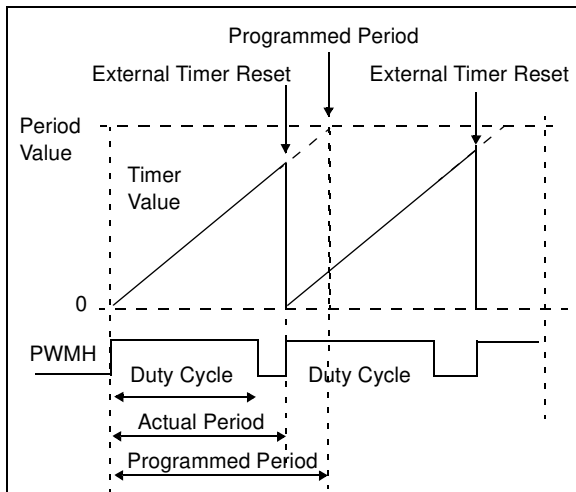 Programmed Period
External Timer Reset External Timer Reset
Period
Value
Timer
Value
0
PWMH
Duty Cycle Duty Cycle
Actual Period
Programmed Period